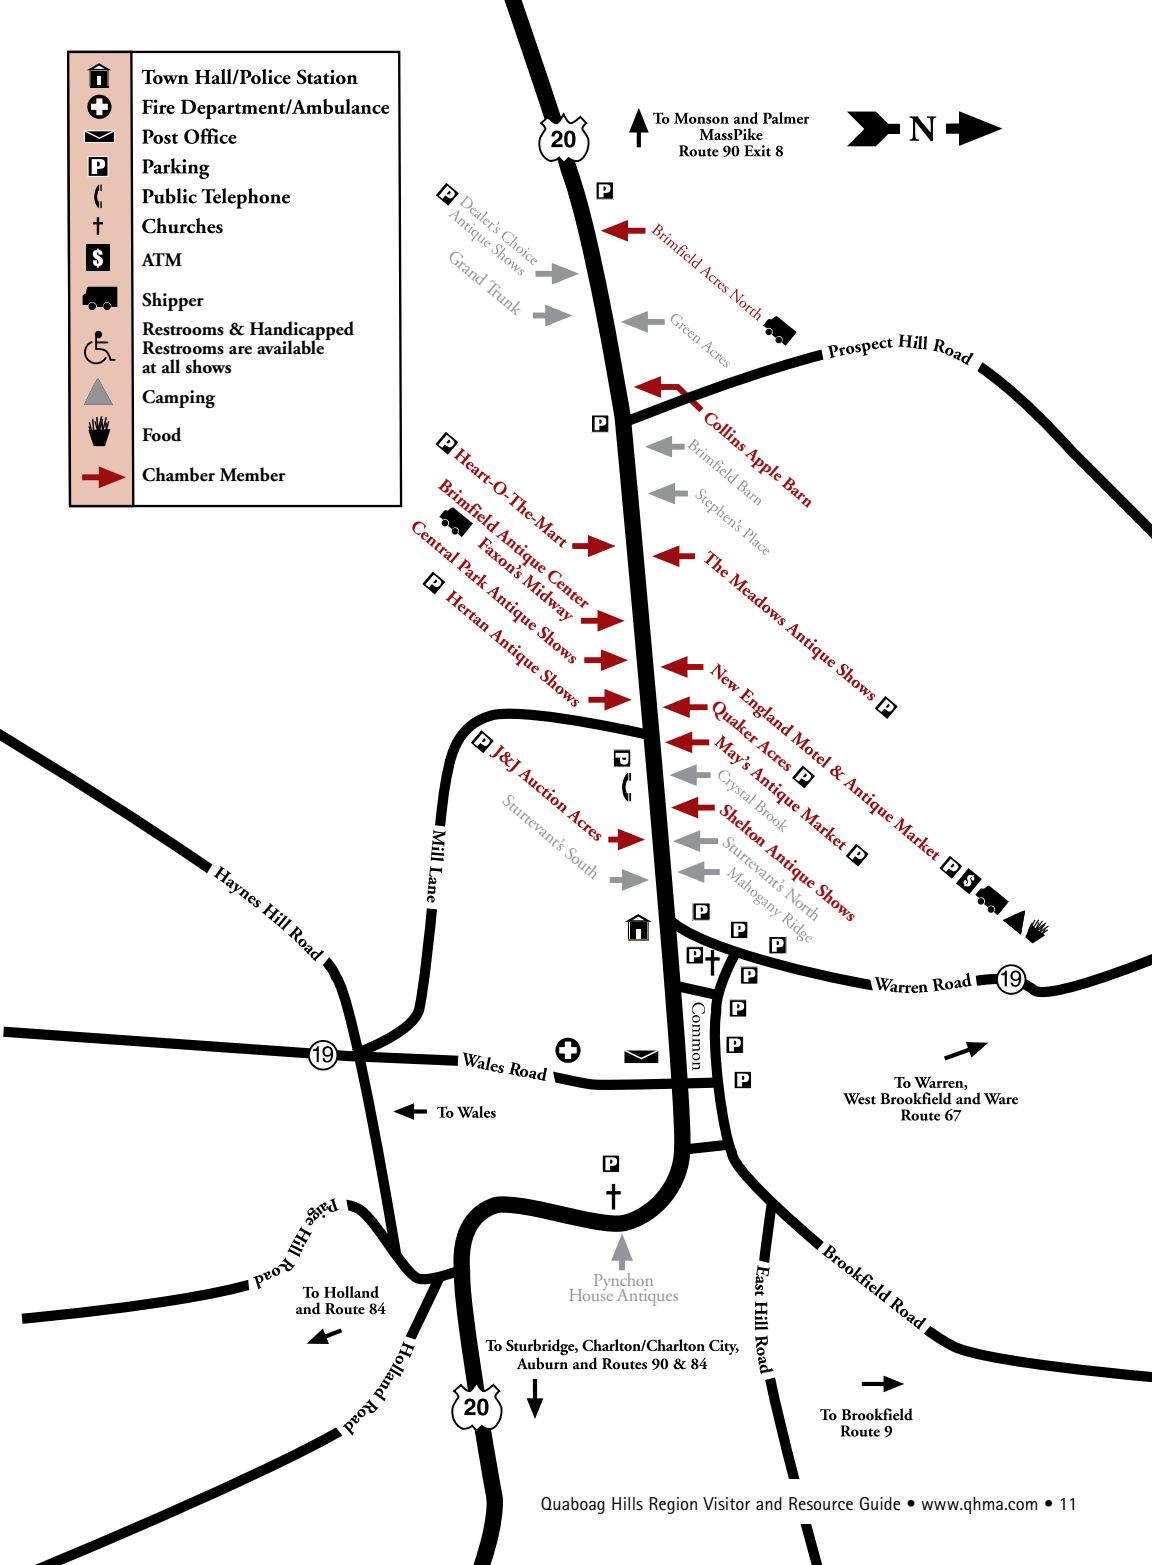 Town Hall/Police Station
Fire Department/Ambulance
Post Office
P
Parking
Public Telephone
Churches
$
ATM
Shipper
Restrooms & Handicapped
Restrooms are available
at all shows
Camping
Food
Chamber Member
20
To Monson and Palmer
MassPike
Route 90 Exit 8
N
P
P
Dealer's Choice
Antique Shows
Grand Trunk
Brimfield Acres North
Green Acres
Prospect Hill Road
P
Collins Apple Barn
Brimfield Barn
Stephen's Place
P
Heart-O-The-Mart
Brimfield Antique Center
Faxon's Midway
Central Park Antique Shows
P
Hertan Antique Shows
The Meadows Antique Shows
P
New England Motel & Antique Market
P
$
Quaker Acres
P
May's Antique Market
P
Crystal Brook
Shelton Antique Shows
Sturtevant's North
Mahogany Ridge
P
P
J&J Auction Acres
Sturtevant's South
Mill Lane
Haynes Hill Road
P
P
P
P
P
P
P
P
Warren Road
19
Common
19
Wales Road
To Wales
To Warren,
West Brookfield and Ware
Route 67
P
Paige Hill Road
To Holland
and Route 84
Holland Road
Pynchon
House Antiques
To Sturbridge, Charlton/Charlton City,
Auburn and Routes 90 & 84
20
East Hill Road
Brookfield Road
To Brookfield
Route 9
Quaboag Hills Region Visitor and Resource Guide • www.qhma.com • 11